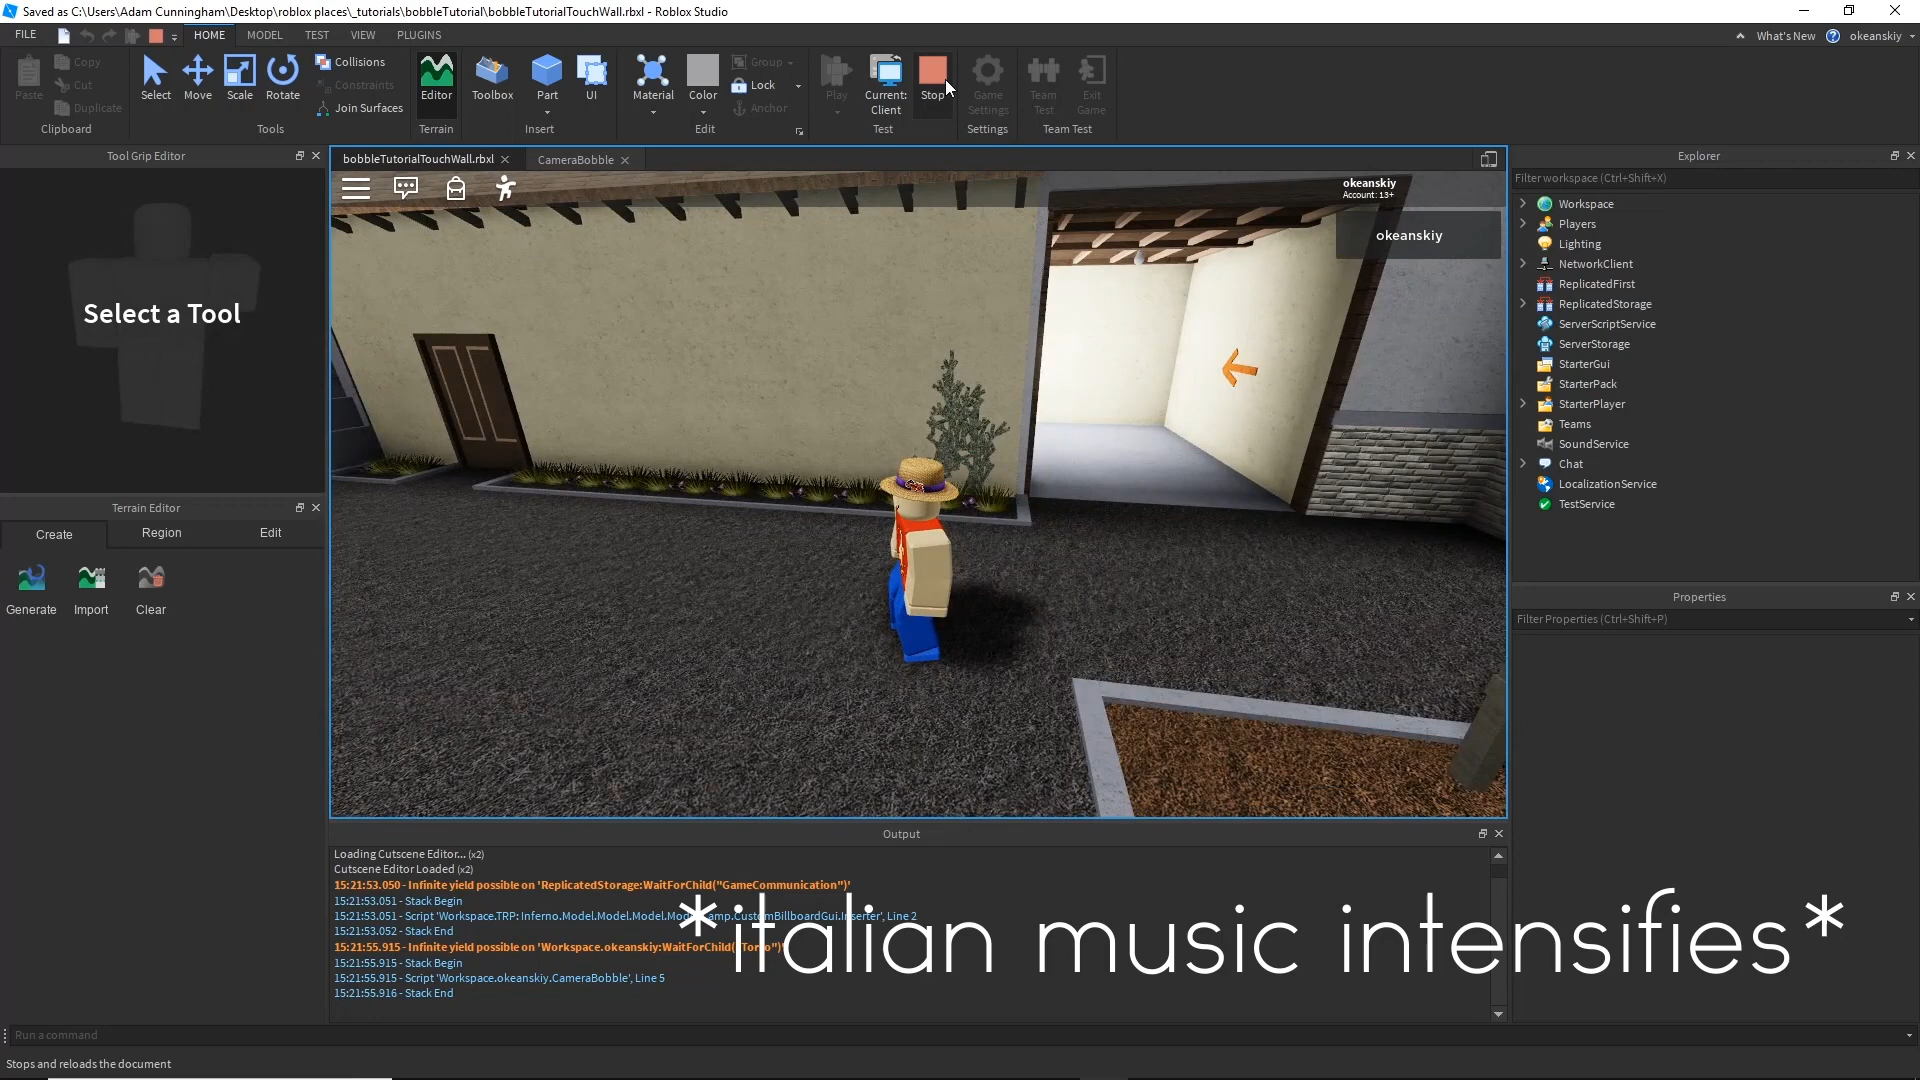 Saved as C:\Users\Adam Cunningham\Desktop\roblox places\_tutorials\bobbleTutorial\bobbleTutorialTouchWall.rbxl - Roblox Studio
FILE HOME MODEL TEST VIEW PLUGINS What's New okeanskiy
Paste Copy Cut Duplicate
Clipboard
Select Move Scale Rotate Collisions Constraints Join Surfaces
Tools
Editor
Terrain
Toolbox Part UI
Insert
Material Color Group Lock Anchor
Edit
Play Current: Client Stop
Test
Game Settings
Settings
Team Test Exit Game
Team Test
Tool Grip Editor
Select a Tool
Terrain Editor
Create Region Edit
Generate Import Clear
bobbleTutorialTouchWall.rbxl CameraBobble
okeanskiy
Account: 13+
okeanskiy
Explorer
Filter workspace (Ctrl+Shift+X)
Workspace
Players
Lighting
NetworkClient
ReplicatedFirst
ReplicatedStorage
ServerScriptService
ServerStorage
StarterGui
StarterPack
StarterPlayer
Teams
SoundService
Chat
LocalizationService
TestService
Properties
Filter Properties (Ctrl+Shift+P)
Output
Loading Cutscene Editor... (x2)
Cutscene Editor Loaded (x2)
15:21:53.050 - Infinite yield possible on 'ReplicatedStorage:WaitForChild("GameCommunication")'
15:21:53.051 - Stack Begin
15:21:53.051 - Script 'Workspace.TRP: Inferno.Model.Model.Model. , Line 2
15:21:53.052 - Stack End
15:21:55.915 - Infinite yield possible on 'Workspace.okeanskiy:WaitForChild(
15:21:55.915 - Stack Begin
15:21:55.915 - Script 'Workspace.okeanskiy.CameraBobble', Line 5
15:21:55.916 - Stack End
*italian music intensifies*
Run a command
Stops and reloads the document